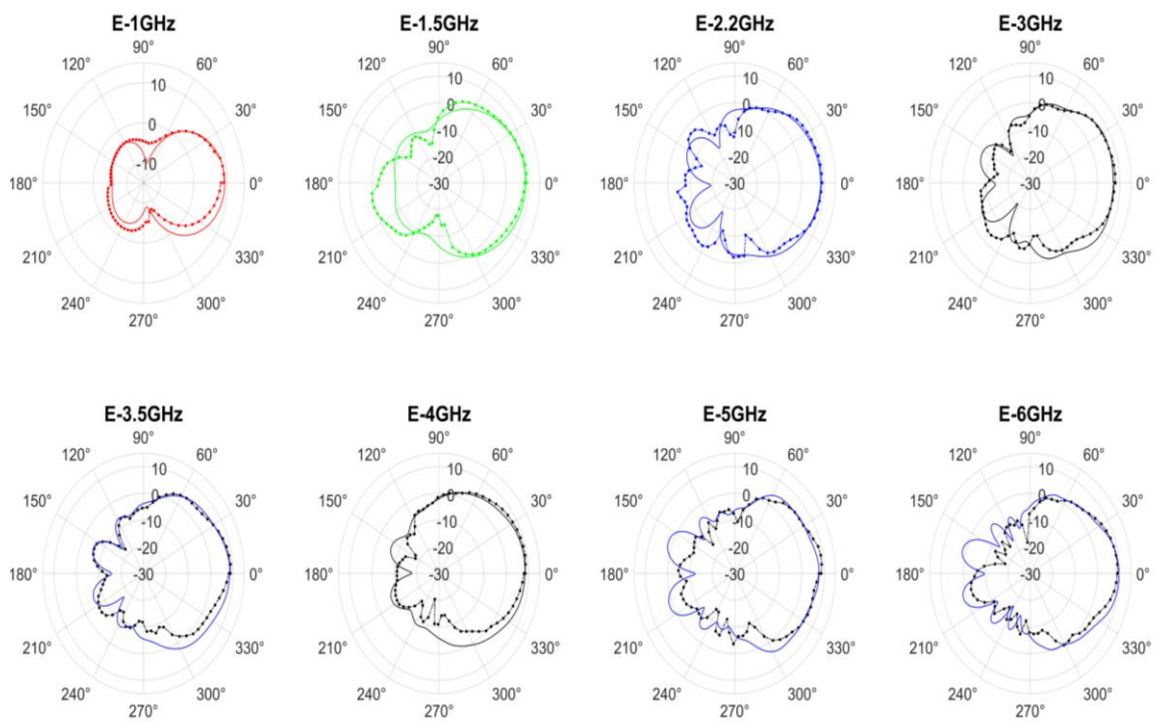 E-1GHz E-1.5GHz E-2.2GHz E-3GHz
90° 90° 90° 90°
120° 60° 120° 60° 120° 60° 120° 60°
10 10 10 10
150° 30° 150° 30° 150° 30° 150° 30°
0 0 0 0
-10 -10 -10 -10
-20 -20 -20
180° 0° 180° 0° 180° 0° 180° 0°
-30 -30 -30
210° 330° 210° 330° 210° 330° 210° 330°
240° 300° 240° 300° 240° 300° 240° 300°
270° 270° 270° 270°
E-3.5GHz E-4GHz E-5GHz E-6GHz
90° 90° 90° 90°
120° 60° 120° 60° 120° 60° 120° 60°
10 10 10 10
150° 30° 150° 30° 150° 30° 150° 30°
0 0 0 0
-10 -10 -10 -10
-20 -20 -20 -20
180° 0° 180° 0° 180° 0° 180° 0°
-30 -30 -30 -30
210° 330° 210° 330° 210° 330° 210° 330°
240° 300° 240° 300° 240° 300° 240° 300°
270° 270° 270° 270°